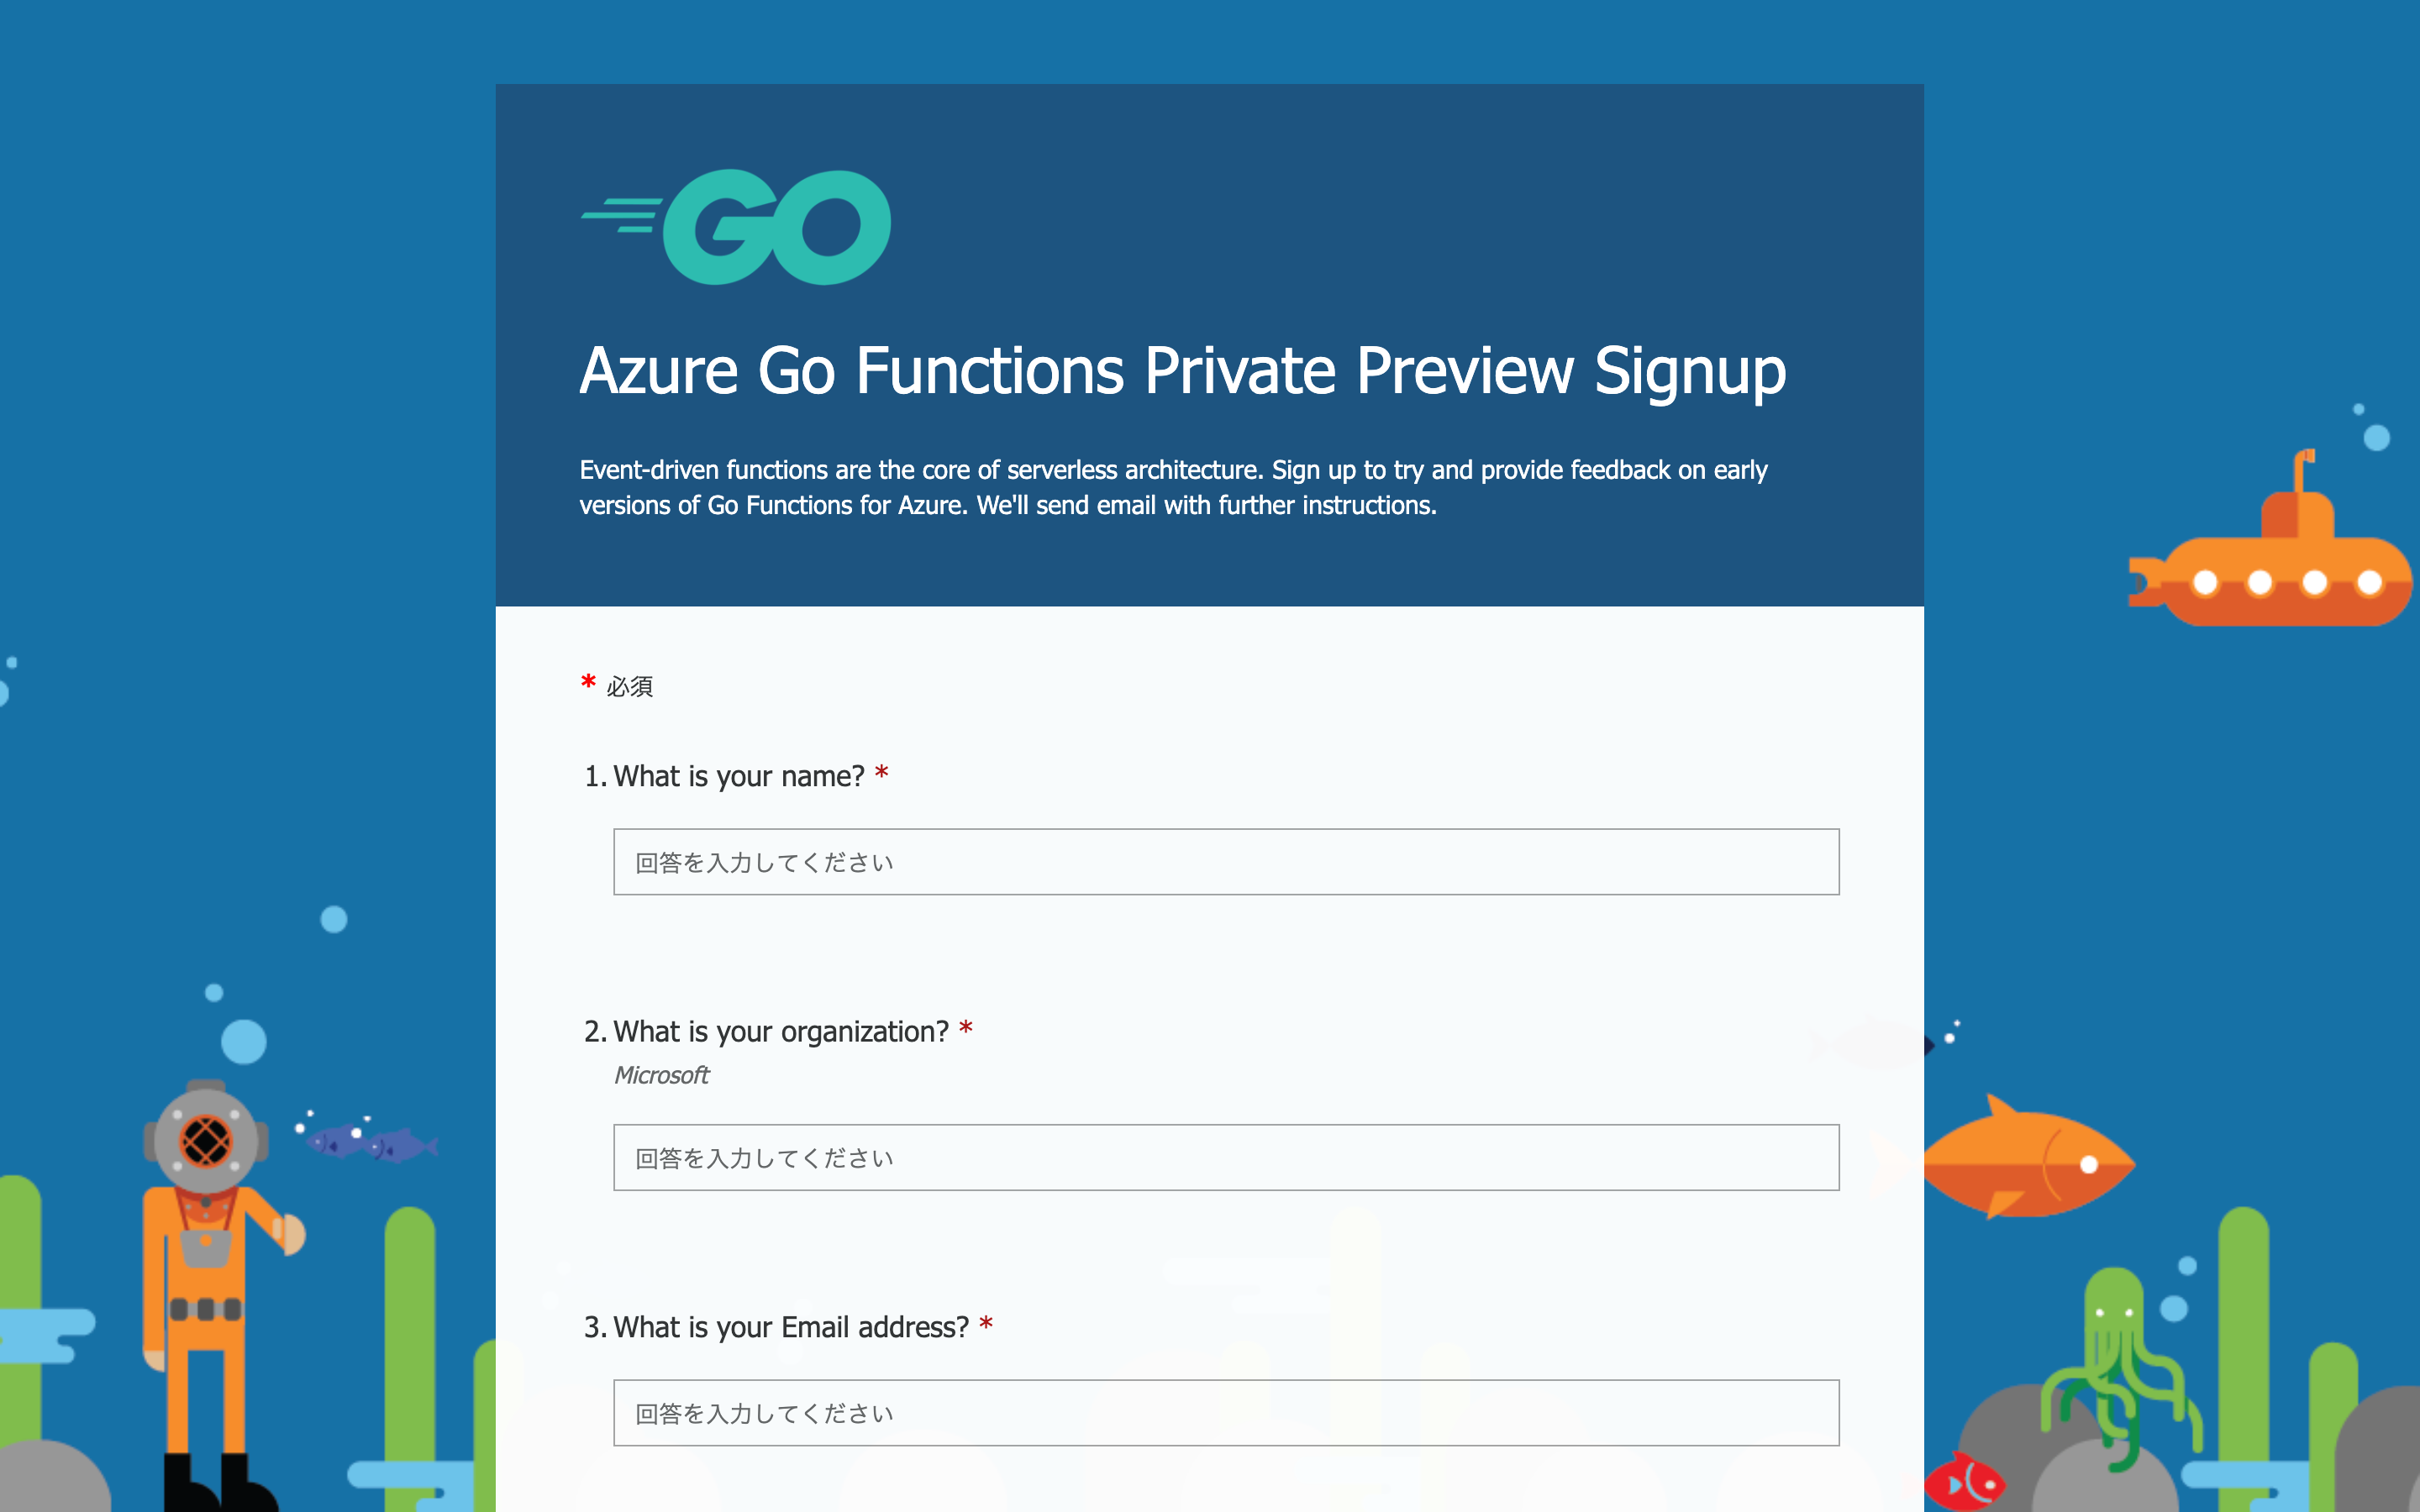 GO
Azure Go Functions Private Preview Signup
Event-driven functions are the core of serverless architecture. Sign up to try and provide feedback on early
versions of Go Functions for Azure. We'll send email with further instructions.
* 必須
1. What is your name? *
回答を入力してください
2. What is your organization? *
Microsoft
回答を入力してください
3. What is your Email address? *
回答を入力してください